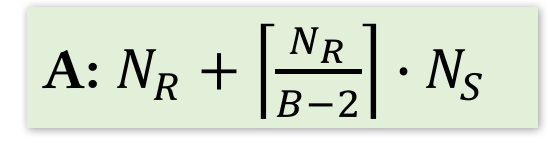 A: N_R + ⌈N_R / (B−2)⌉ · N_S